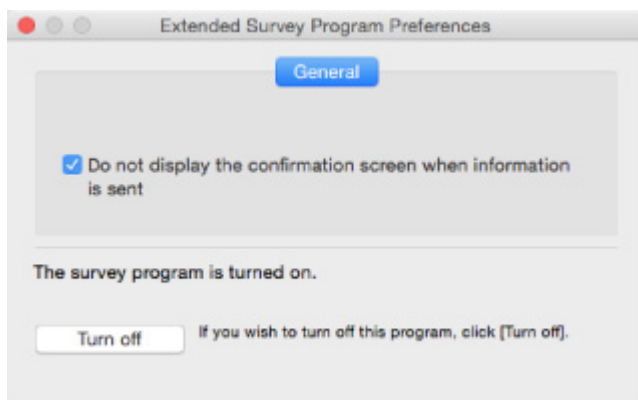 Extended Survey Program Preferences
General
Do not display the confirmation screen when information
is sent
The survey program is turned on.
Turn off
If you wish to turn off this program, click [Turn off].